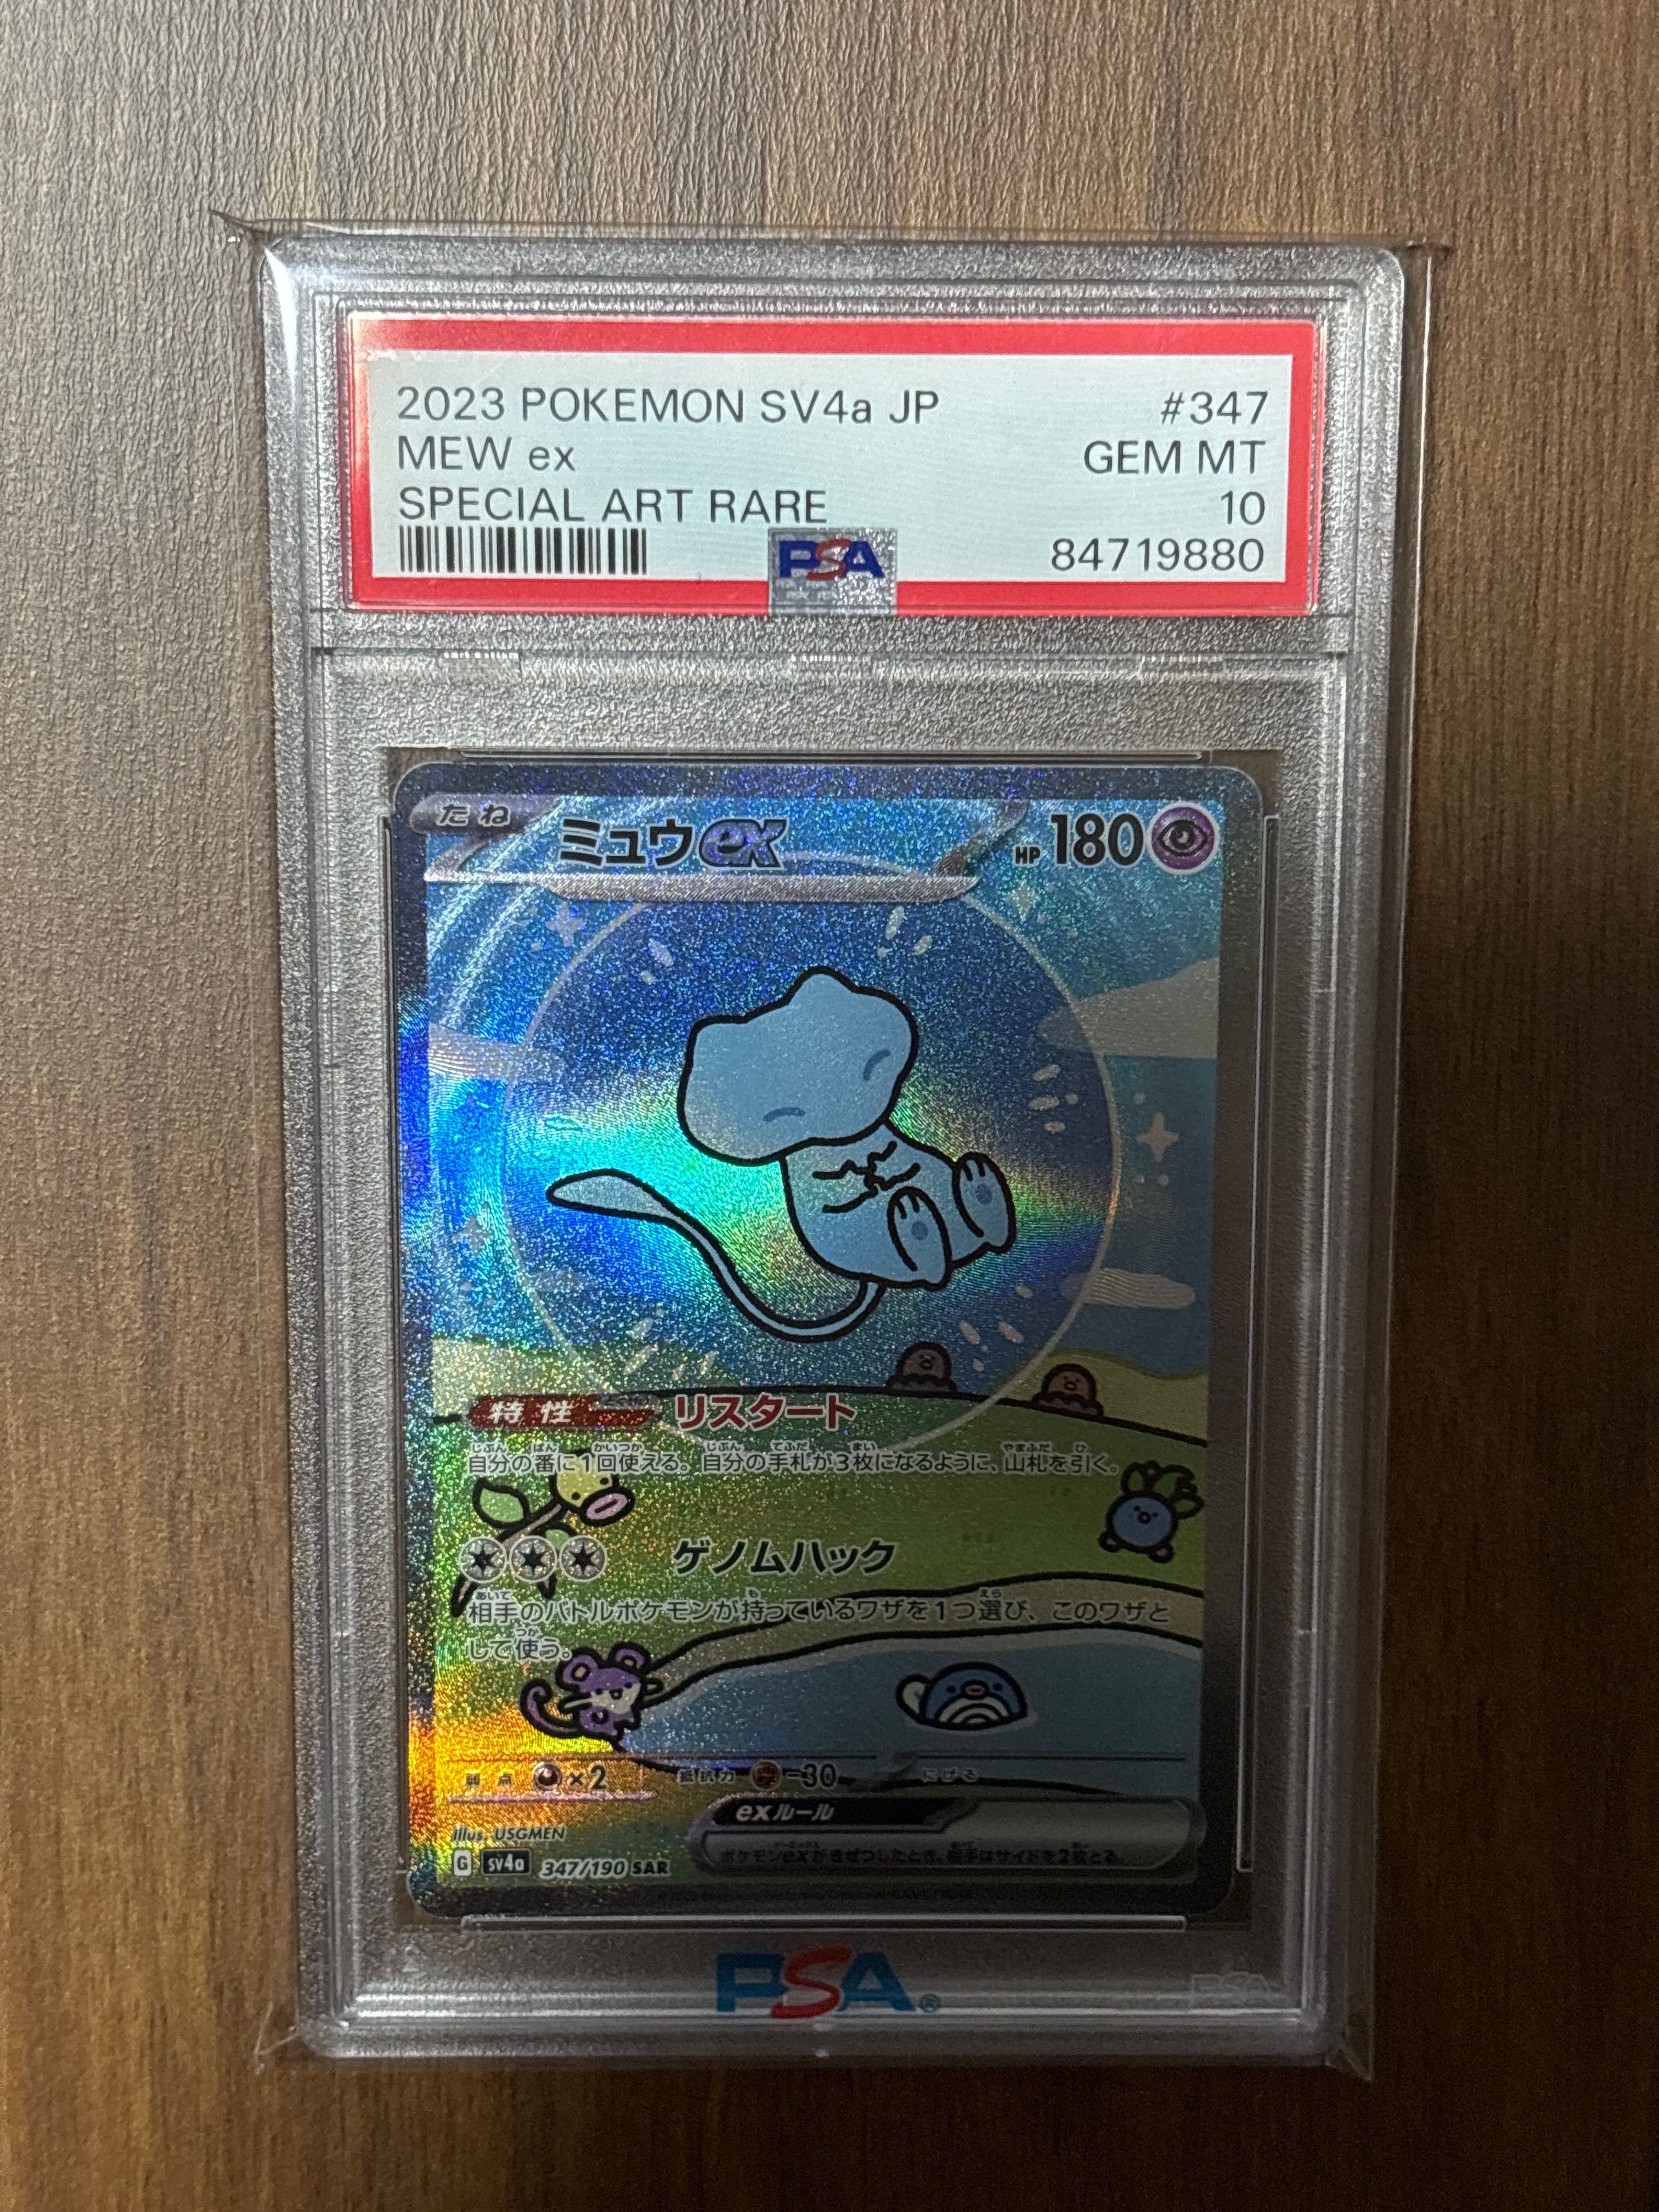 2023 POKEMON SV4a JP #347
MEW ex GEM MT
SPECIAL ART RARE 10
PSA 84719880
たね ミュウex HP 180
特性 リスタート
自分の番に1回使える。自分の手札が3枚になるように、山札を引く。
ゲノムハック
相手のバトルポケモンが持っているワザを1つ選び、このワザと
して使う。
弱点 ×2 抵抗力 -30 にげる
exルール
ポケモンexがきぜつしたとき、相手はサイドを2枚とる。
Illus. USGMEN
G SV4a 347/190 SAR
PSA®
PSA